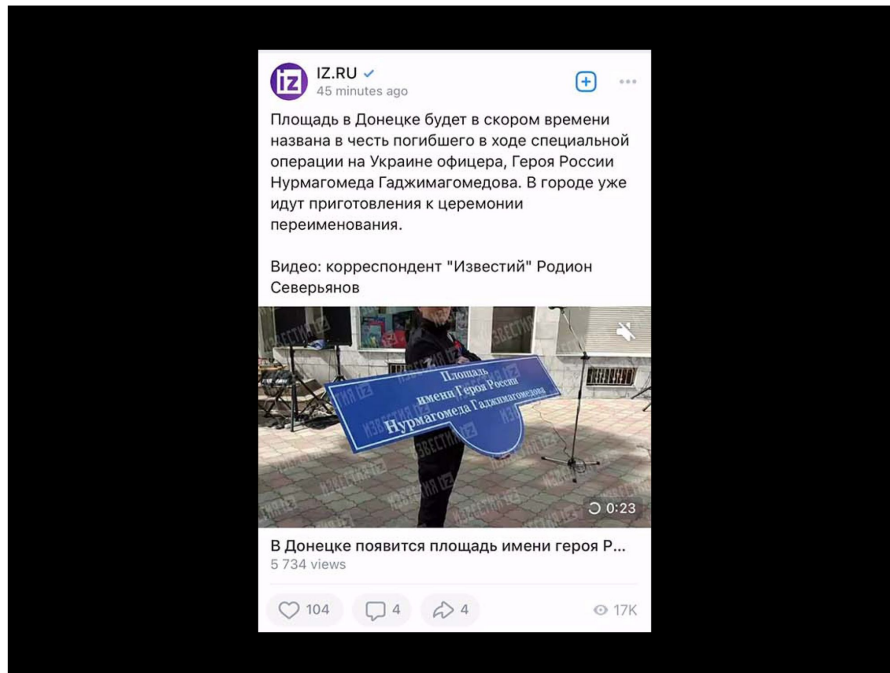 IZ.RU
45 minutes ago
Площадь в Донецке будет в скором времени
названа в честь погибшего в ходе специальной
операции на Украине офицера, Героя России
Нурмагомеда Гаджимагомедова. В городе уже
идут приготовления к церемонии
переименования.
Видео: корреспондент "Известий" Родион
Северьянов
Площадь
имени Героя России
Нурмагомеда Гаджимагомедова
ИЗВЕСТИЯ IZ
0:23
В Донецке появится площадь имени героя Р...
5 734 views
104
4
4
17K